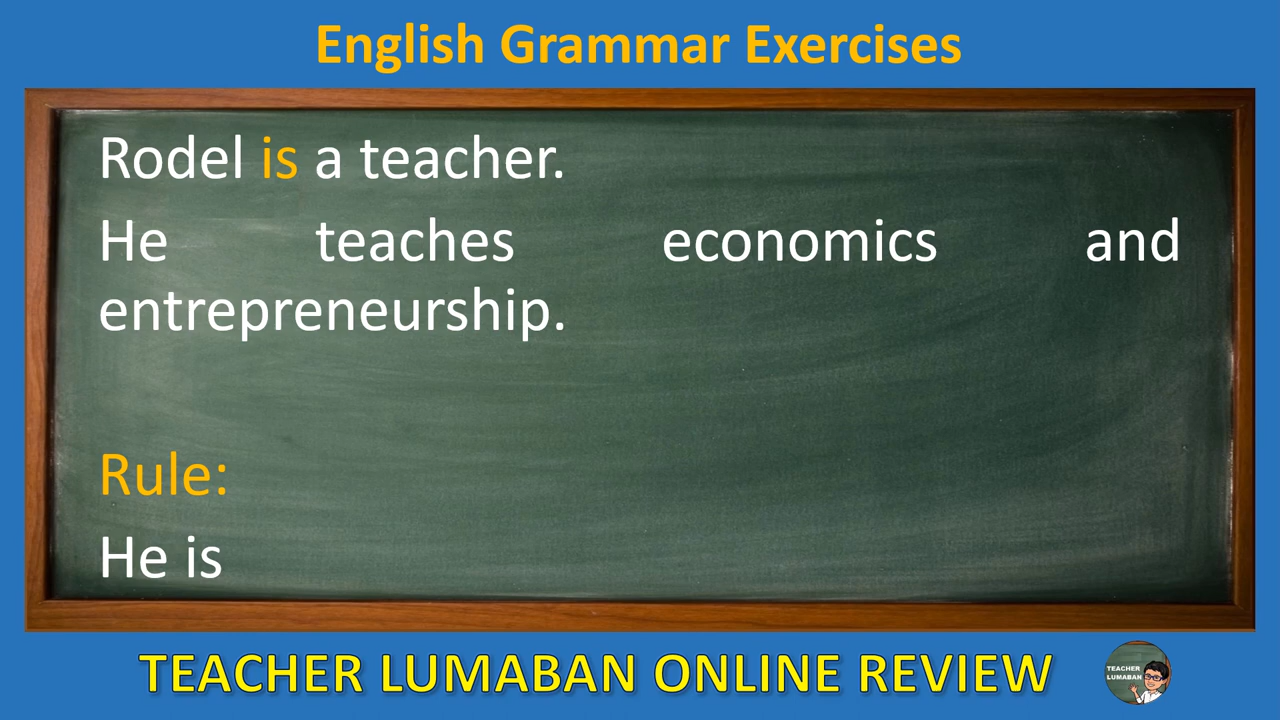 English Grammar Exercises
Rodel is a teacher.
He teaches economics and
entrepreneurship.
Rule:
He is
TEACHER LUMABAN ONLINE REVIEW
TEACHER
LUMABAN